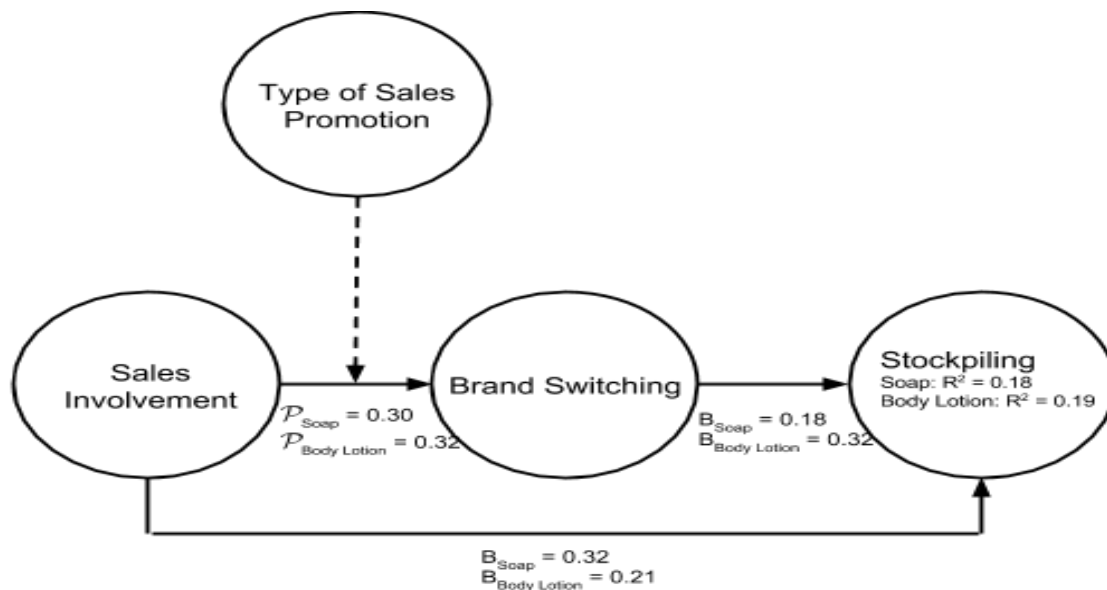 Type of Sales
Promotion
Sales
Involvement
𝒫Soap = 0.30
𝒫Body Lotion = 0.32
Brand Switching
BSoap = 0.18
BBody Lotion = 0.32
Stockpiling
Soap: R² = 0.18
Body Lotion: R² = 0.19
BSoap = 0.32
BBody Lotion = 0.21